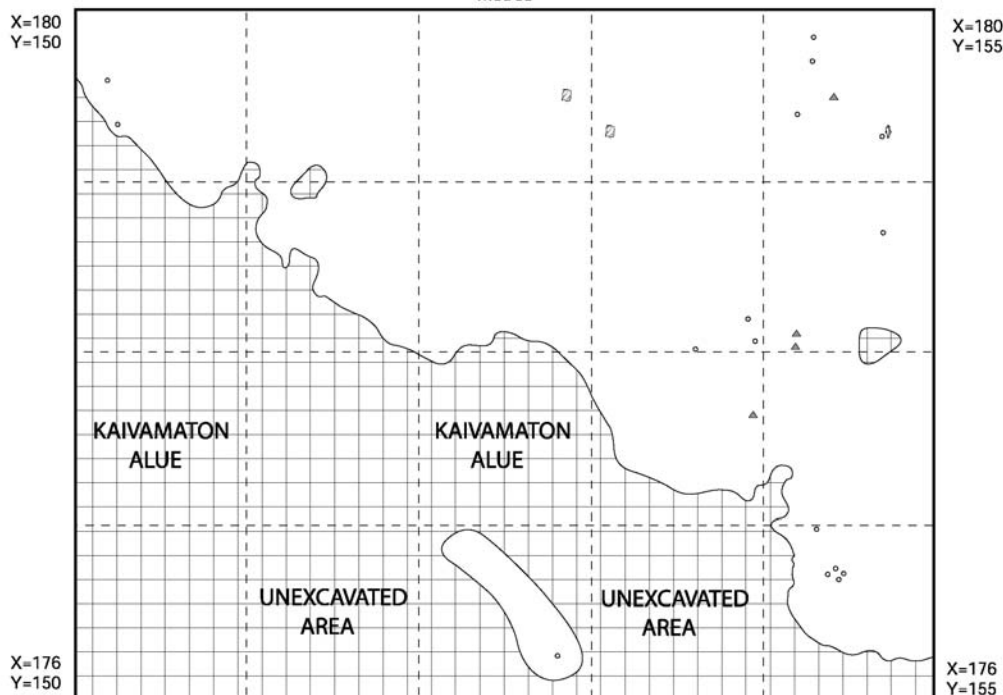 X=180
Y=150
X=180
Y=155
KAIVAMATON
ALUE
KAIVAMATON
ALUE
UNEXCAVATED
AREA
UNEXCAVATED
AREA
X=176
Y=150
X=176
Y=155